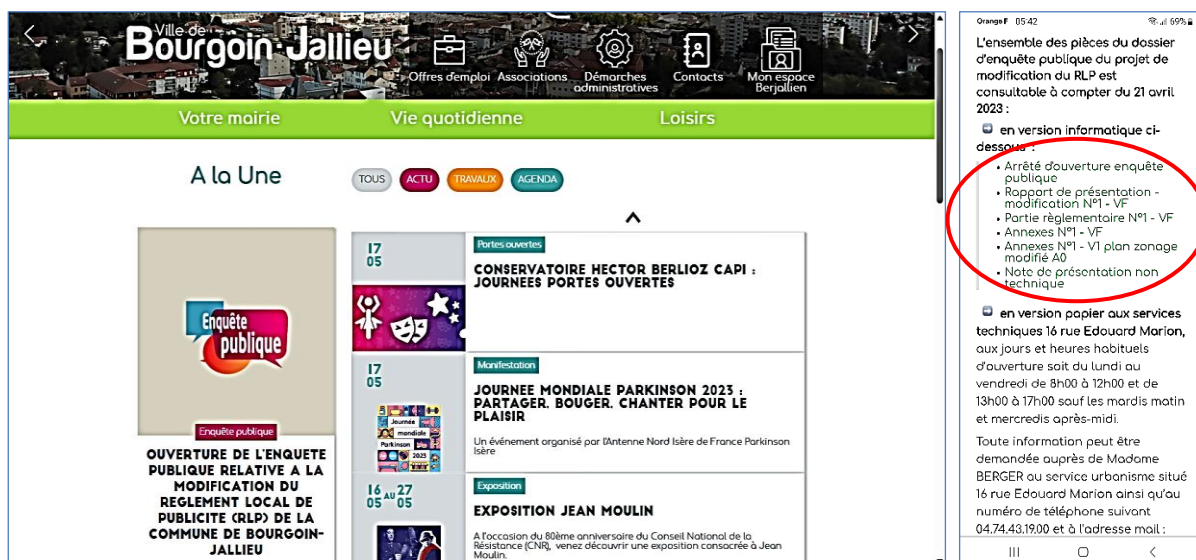 Ville de
Bourgoin-Jallieu
Offres d'emploi
Associations
Démarches
administratives
Contacts
Mon espace
Berjallien
Votre mairie
Vie quotidienne
Loisirs
A la Une
TOUS
ACTU
TRAVAUX
AGENDA
Enquête
publique
Enquête publique
OUVERTURE DE L'ENQUETE
PUBLIQUE RELATIVE A LA
MODIFICATION DU
REGLEMENT LOCAL DE
PUBLICITE (RLP) DE LA
COMMUNE DE BOURGOIN-
JALLIEU
17
05
Portes ouvertes
CONSERVATOIRE HECTOR BERLIOZ CAPI :
JOURNEES PORTES OUVERTES
17
05
Journée
mondiale
Parkinson
2023
Manifestation
JOURNEE MONDIALE PARKINSON 2023 :
PARTAGER, BOUGER, CHANTER POUR LE
PLAISIR
Un événement organisé par l'Antenne Nord Isère de France Parkinson
Isère
16 AU 27
05 05
Exposition
EXPOSITION JEAN MOULIN
A l'occasion du 80ème anniversaire du Conseil National de la
Résistance (CNR), venez découvrir une exposition consacrée à Jean
Moulin.
Orange F 05:42
69%
L'ensemble des pièces du dossier
d'enquête publique du projet de
modification du RLP est
consultable à compter du 21 avril
2023 :
en version informatique ci-
dessous :
• Arrêté d'ouverture enquête
publique
• Rapport de présentation -
modification N°1 - VF
• Partie règlementaire N°1 - VF
• Annexes N°1 - VF
• Annexes N°1 - V1 plan zonage
modifié A0
• Note de présentation non
technique
en version papier aux services
techniques 16 rue Edouard Marion,
aux jours et heures habituels
d'ouverture soit du lundi au
vendredi de 8h00 à 12h00 et de
13h00 à 17h00 sauf les mardis matin
et mercredis après-midi.
Toute information peut être
demandée auprès de Madame
BERGER au service urbanisme situé
16 rue Edouard Marion ainsi qu'au
numéro de téléphone suivant
04.74.43.19.00 et à l'adresse mail :